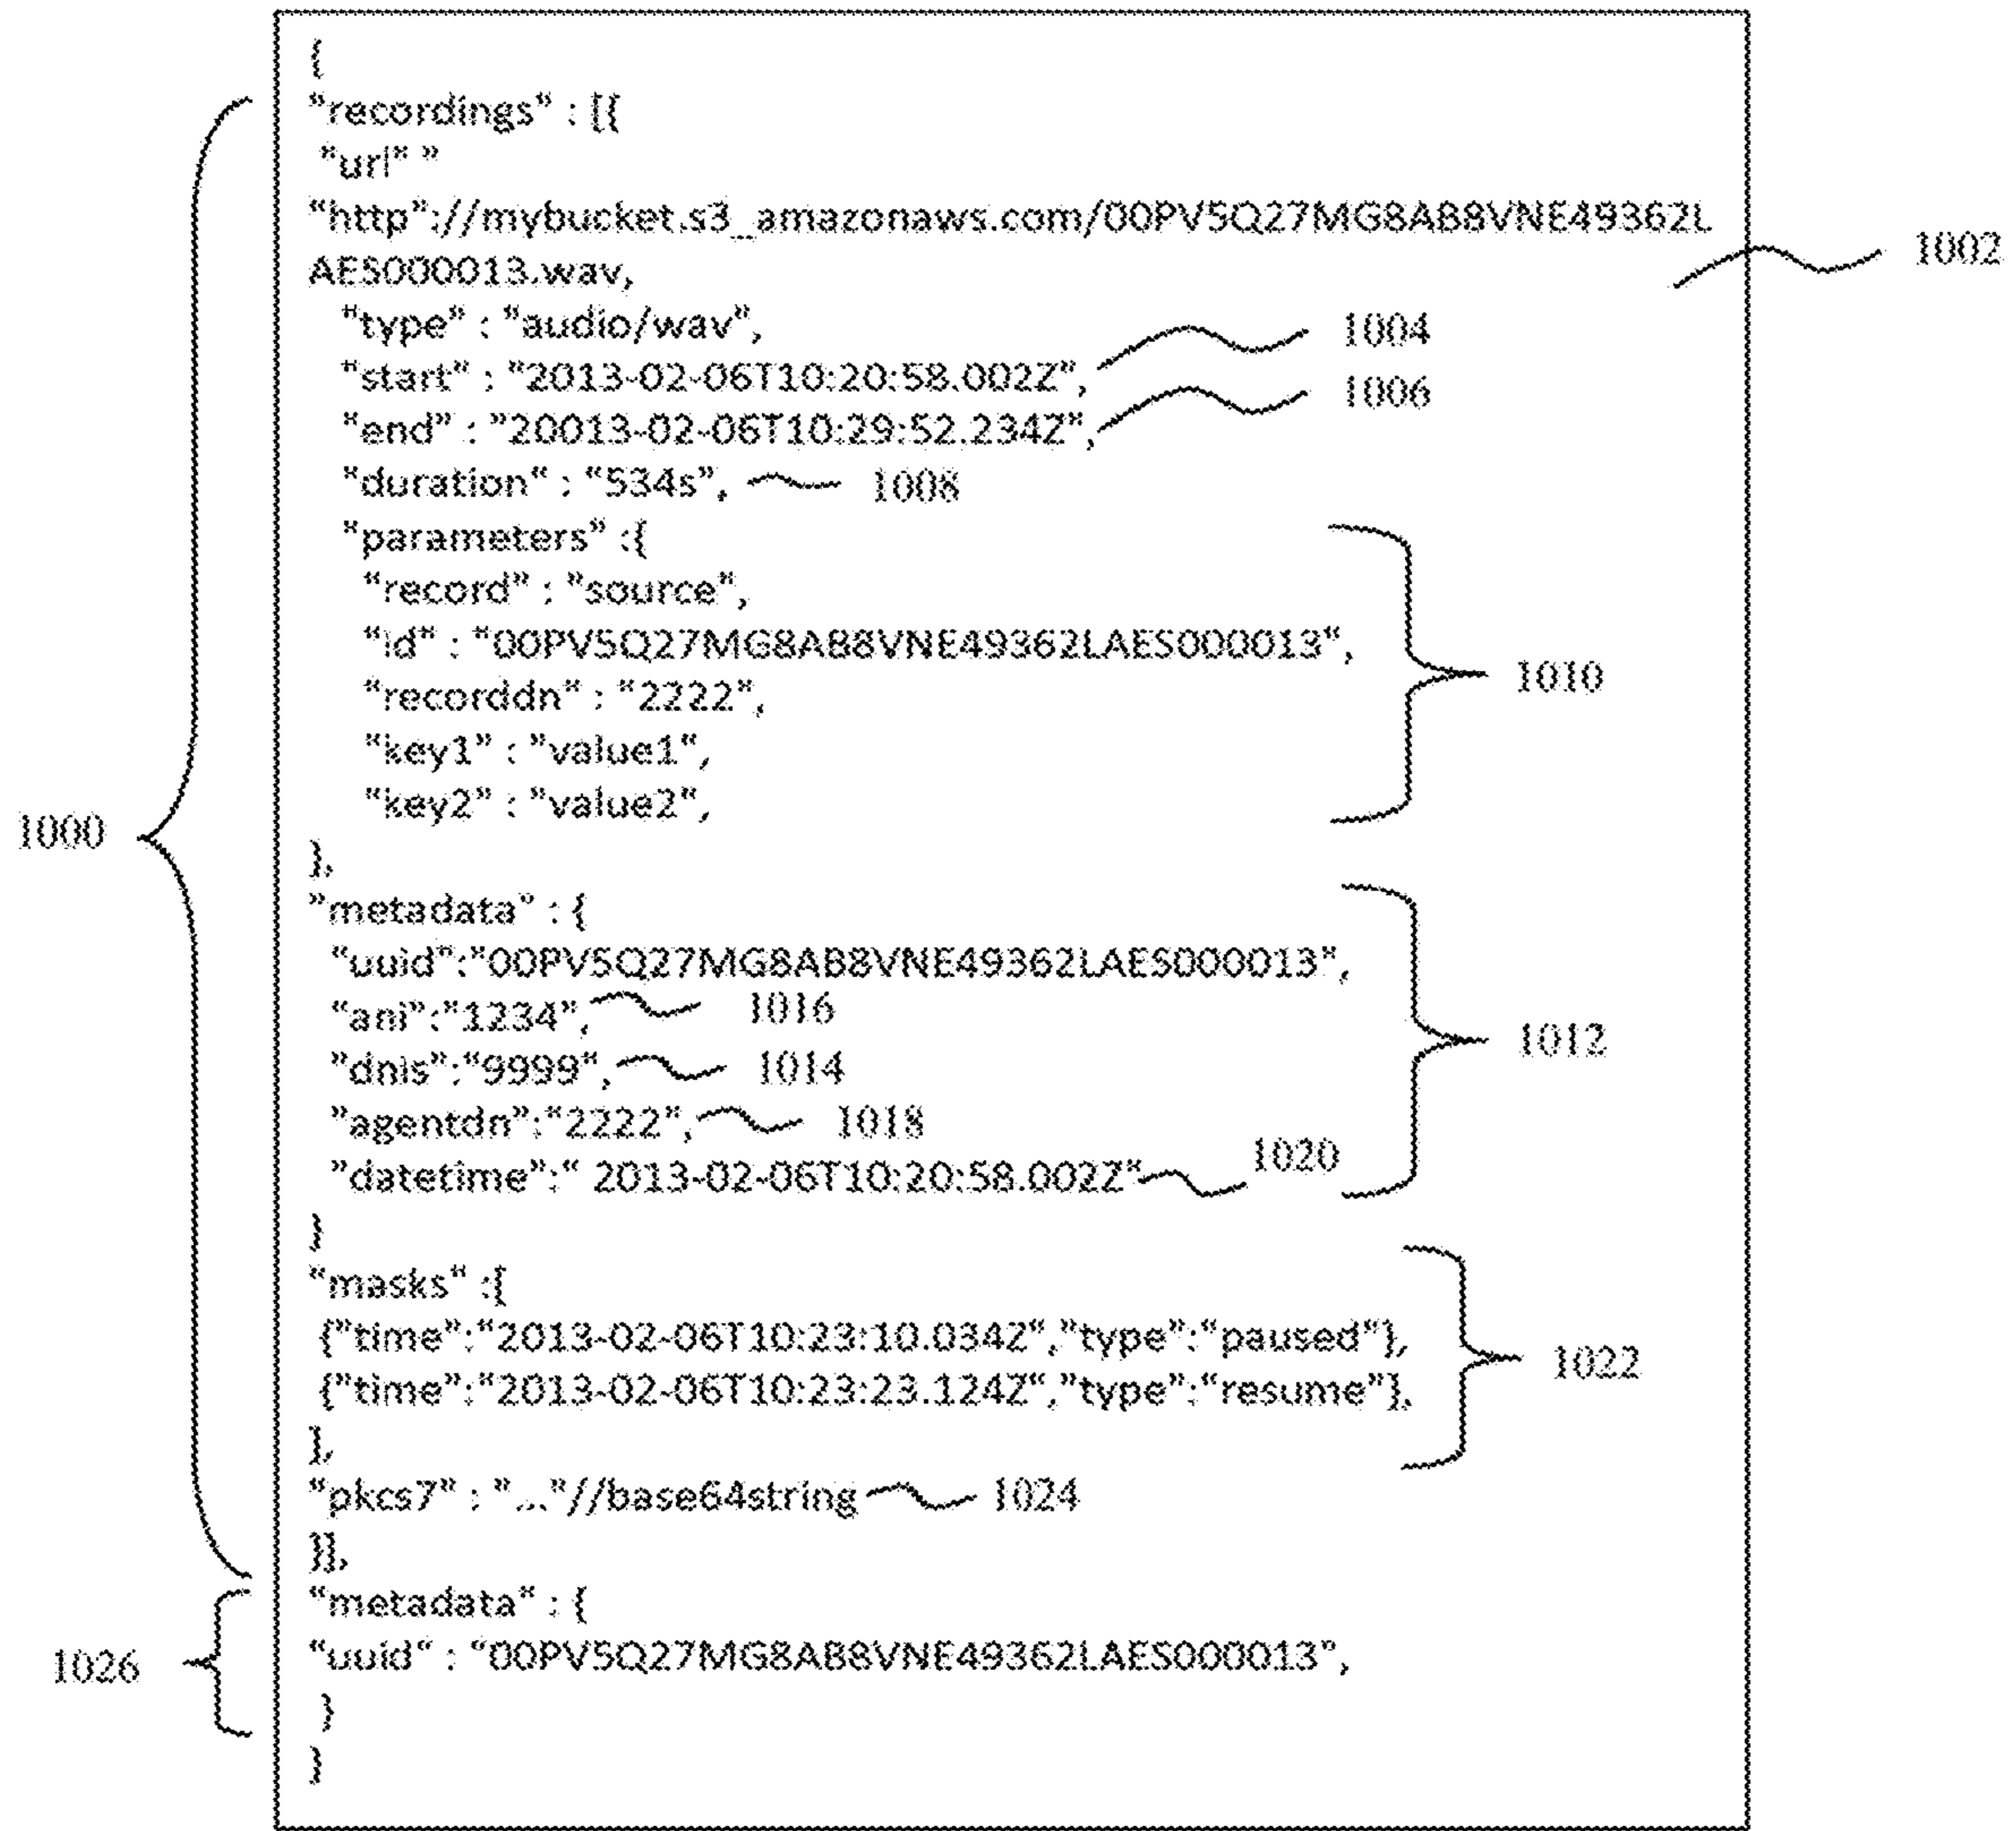 {
"recordings" : [{
"url" "
"http"://mybucket.s3_amazonaws.com/00PV5Q27MG8AB8VNE49362L
1002
AES000013.wav,
"type" : "audio/wav",
1004
"start" : "2013-02-06T10:20:58.002Z",
1006
"end" : "20013-02-06T10:29:52.234Z",
"duration" : "534s", 1008
"parameters" :{
"record" : "source",
"id" : "00PV5Q27MG8AB8VNE49362LAES000013",
1010
"recorddn" : "2222",
"key1" : "value1",
"key2" : "value2",
1000
},
"metadata" : {
"uuid":"00PV5Q27MG8AB8VNE49362LAES000013",
"ani":"1234", 1016
1012
"dnis":"9999", 1014
"agentdn":"2222", 1018
"datetime":" 2013-02-06T10:20:58.002Z" 1020
}
"masks" :[
{"time":"2013-02-06T10:23:10.034Z","type":"paused"},
1022
{"time":"2013-02-06T10:23:23.124Z","type":"resume"},
],
"pkcs7" : "..."//base64string 1024
}],
"metadata" : {
"uuid" : "00PV5Q27MG8AB8VNE49362LAES000013",
1026
}
}